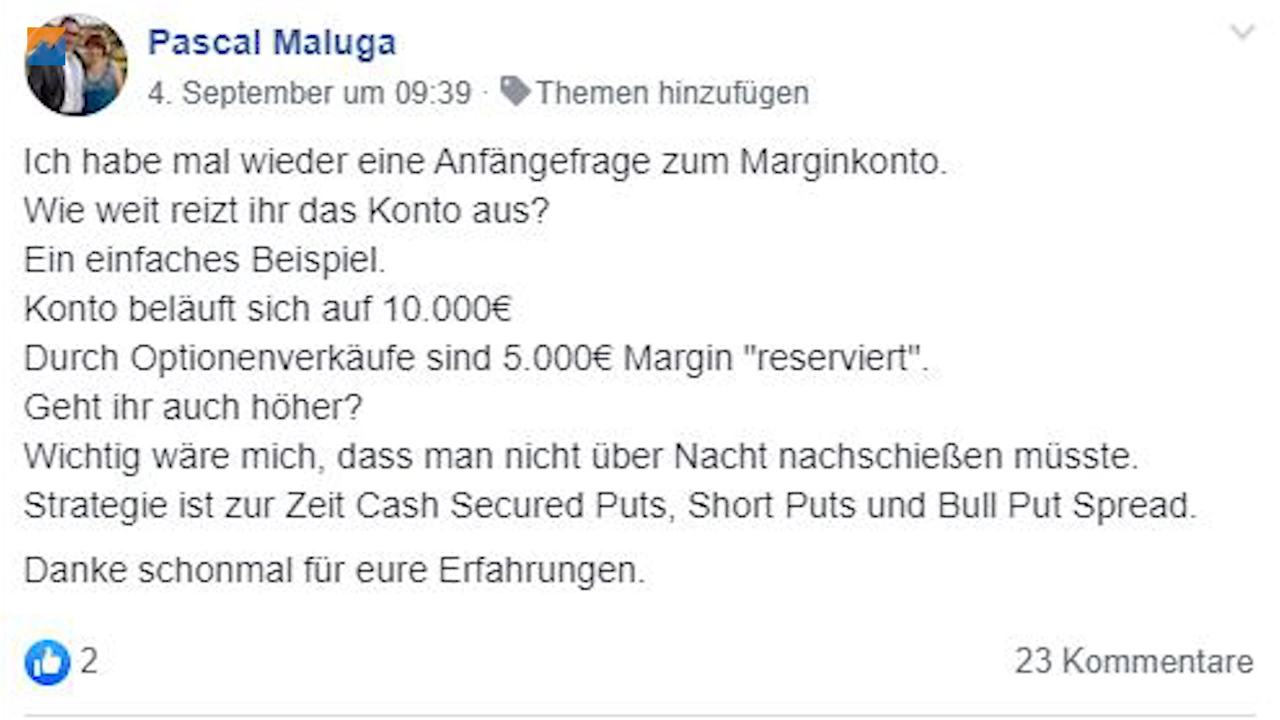 Pascal Maluga
4. September um 09:39 · Themen hinzufügen
Ich habe mal wieder eine Anfängefrage zum Marginkonto.
Wie weit reizt ihr das Konto aus?
Ein einfaches Beispiel.
Konto beläuft sich auf 10.000€
Durch Optionenverkäufe sind 5.000€ Margin "reserviert".
Geht ihr auch höher?
Wichtig wäre mich, dass man nicht über Nacht nachschießen müsste.
Strategie ist zur Zeit Cash Secured Puts, Short Puts und Bull Put Spread.
Danke schonmal für eure Erfahrungen.
2
23 Kommentare